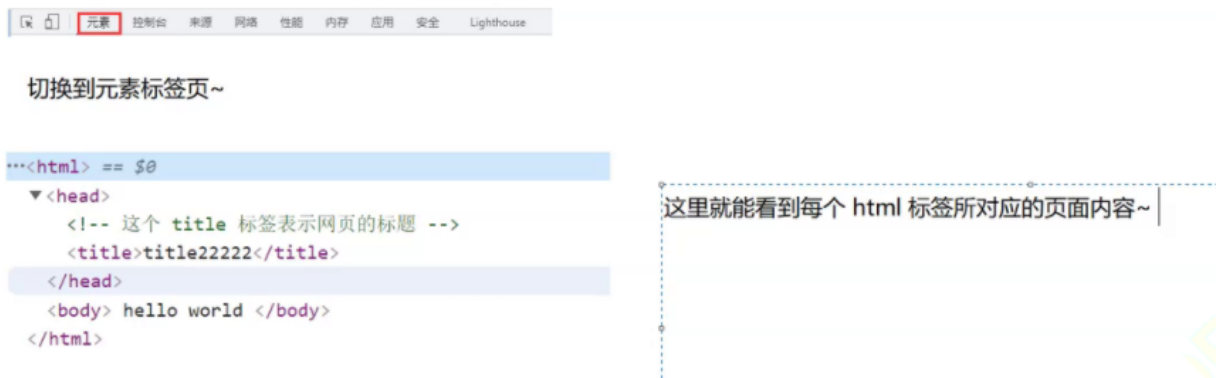 元素 控制台 来源 网络 性能 内存 应用 安全 Lighthouse
切换到元素标签页~
…<html> == $0
▼<head>
<!-- 这个 title 标签表示网页的标题 -->
<title>title22222</title>
</head>
<body> hello world </body>
</html>
这里就能看到每个 html 标签所对应的页面内容~